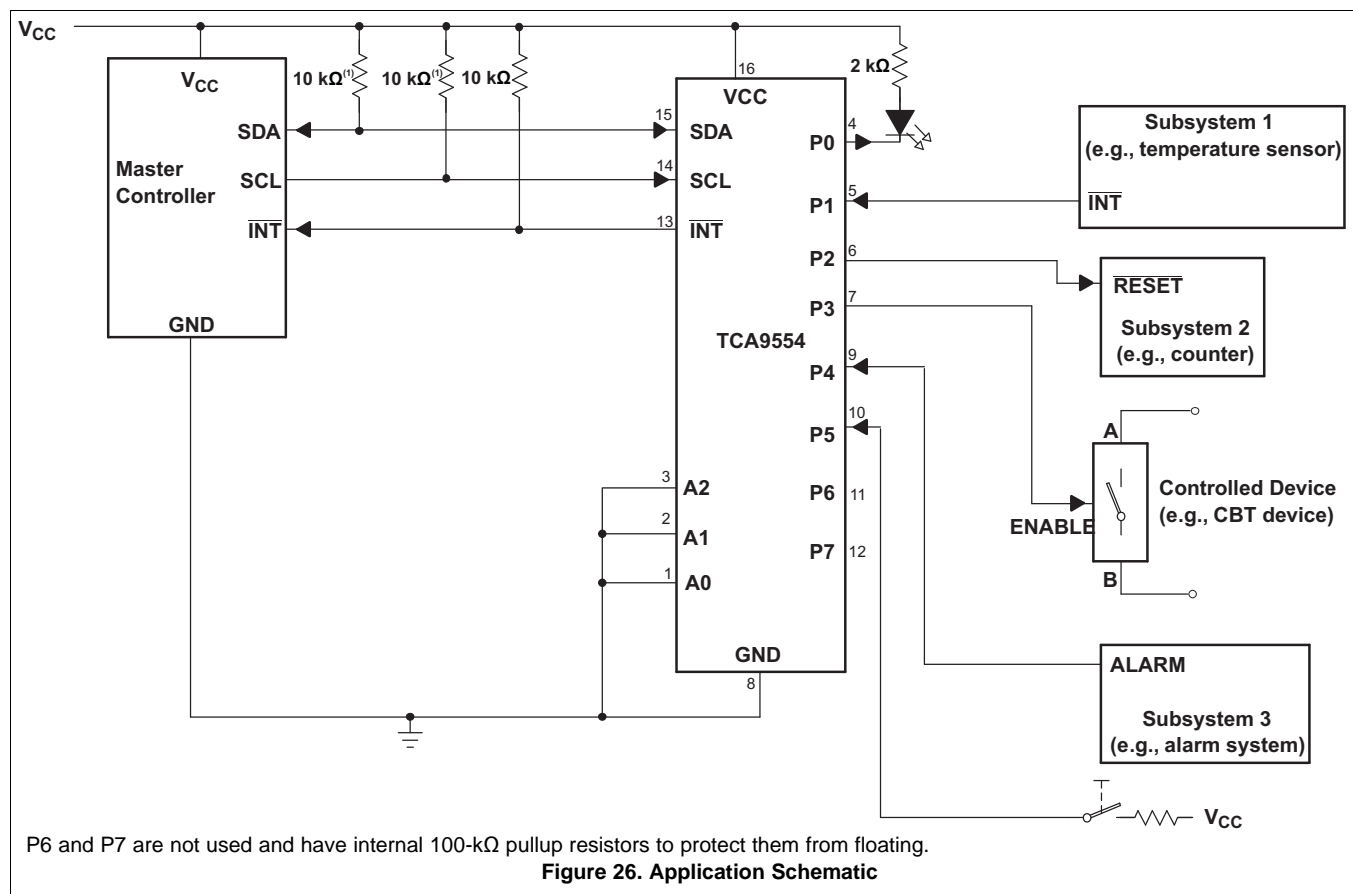 V_CC
V_CC
10 kΩ(1)
10 kΩ(1)
10 kΩ
SDA
Master
Controller
SCL
INT
GND
16
VCC
15
SDA
14
SCL
13
INT
TCA9554
3
A2
2
A1
1
A0
GND
8
2 kΩ
4
P0
5
P1
6
P2
7
P3
9
P4
10
P5
P6
11
P7
12
Subsystem 1
(e.g., temperature sensor)
INT
RESET
Subsystem 2
(e.g., counter)
A
Controlled Device
(e.g., CBT device)
ENABLE
B
ALARM
Subsystem 3
(e.g., alarm system)
V_CC
P6 and P7 are not used and have internal 100-kΩ pullup resistors to protect them from floating.
Figure 26. Application Schematic